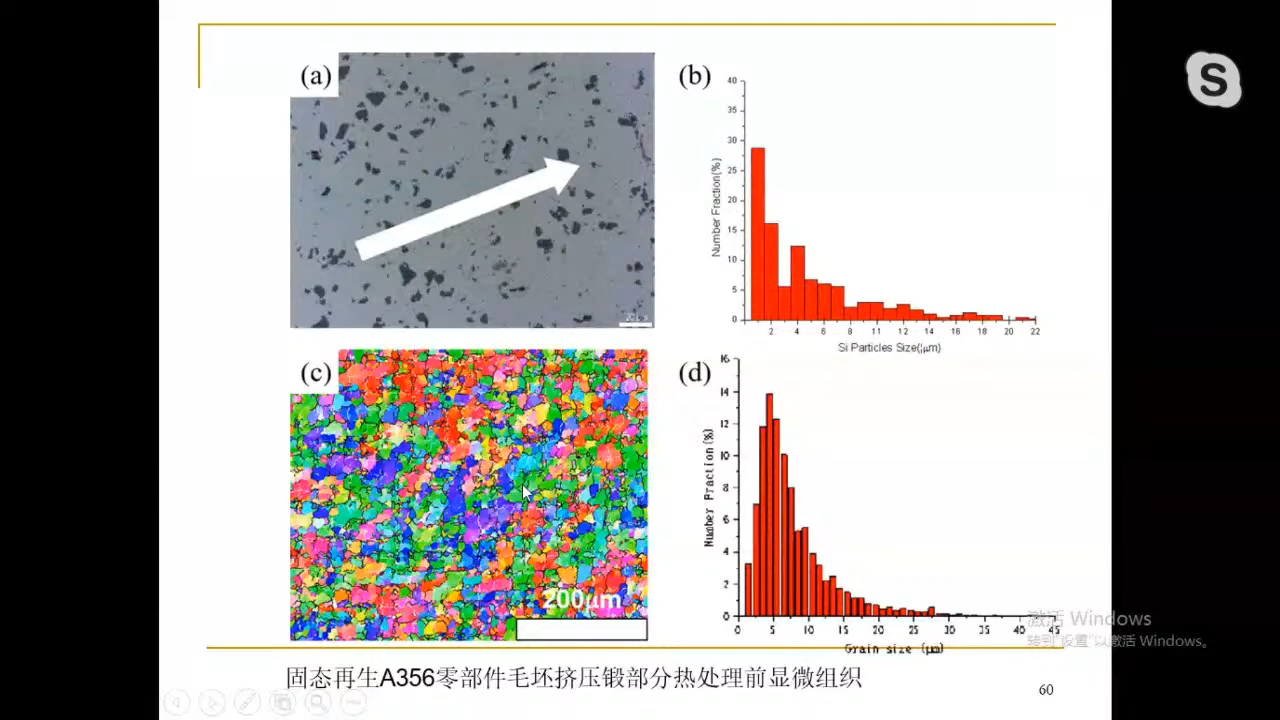 (a)
(b)
40
35
30
25
20
15
10
5
0
Number Fraction(%)
2 4 6 8 10 11 12 14 16 18 20 22
Si Particles Size(μm)
(c)
200μm
(d)
16
14
12
10
8
6
4
2
0
Number Fraction(%)
0 5 10 15 20 25 30 35 40 45
Grain size (μm)
激活 Windows
转到"设置"以激活 Windows。
固态再生A356零部件毛坯挤压锻部分热处理前显微组织
60
S